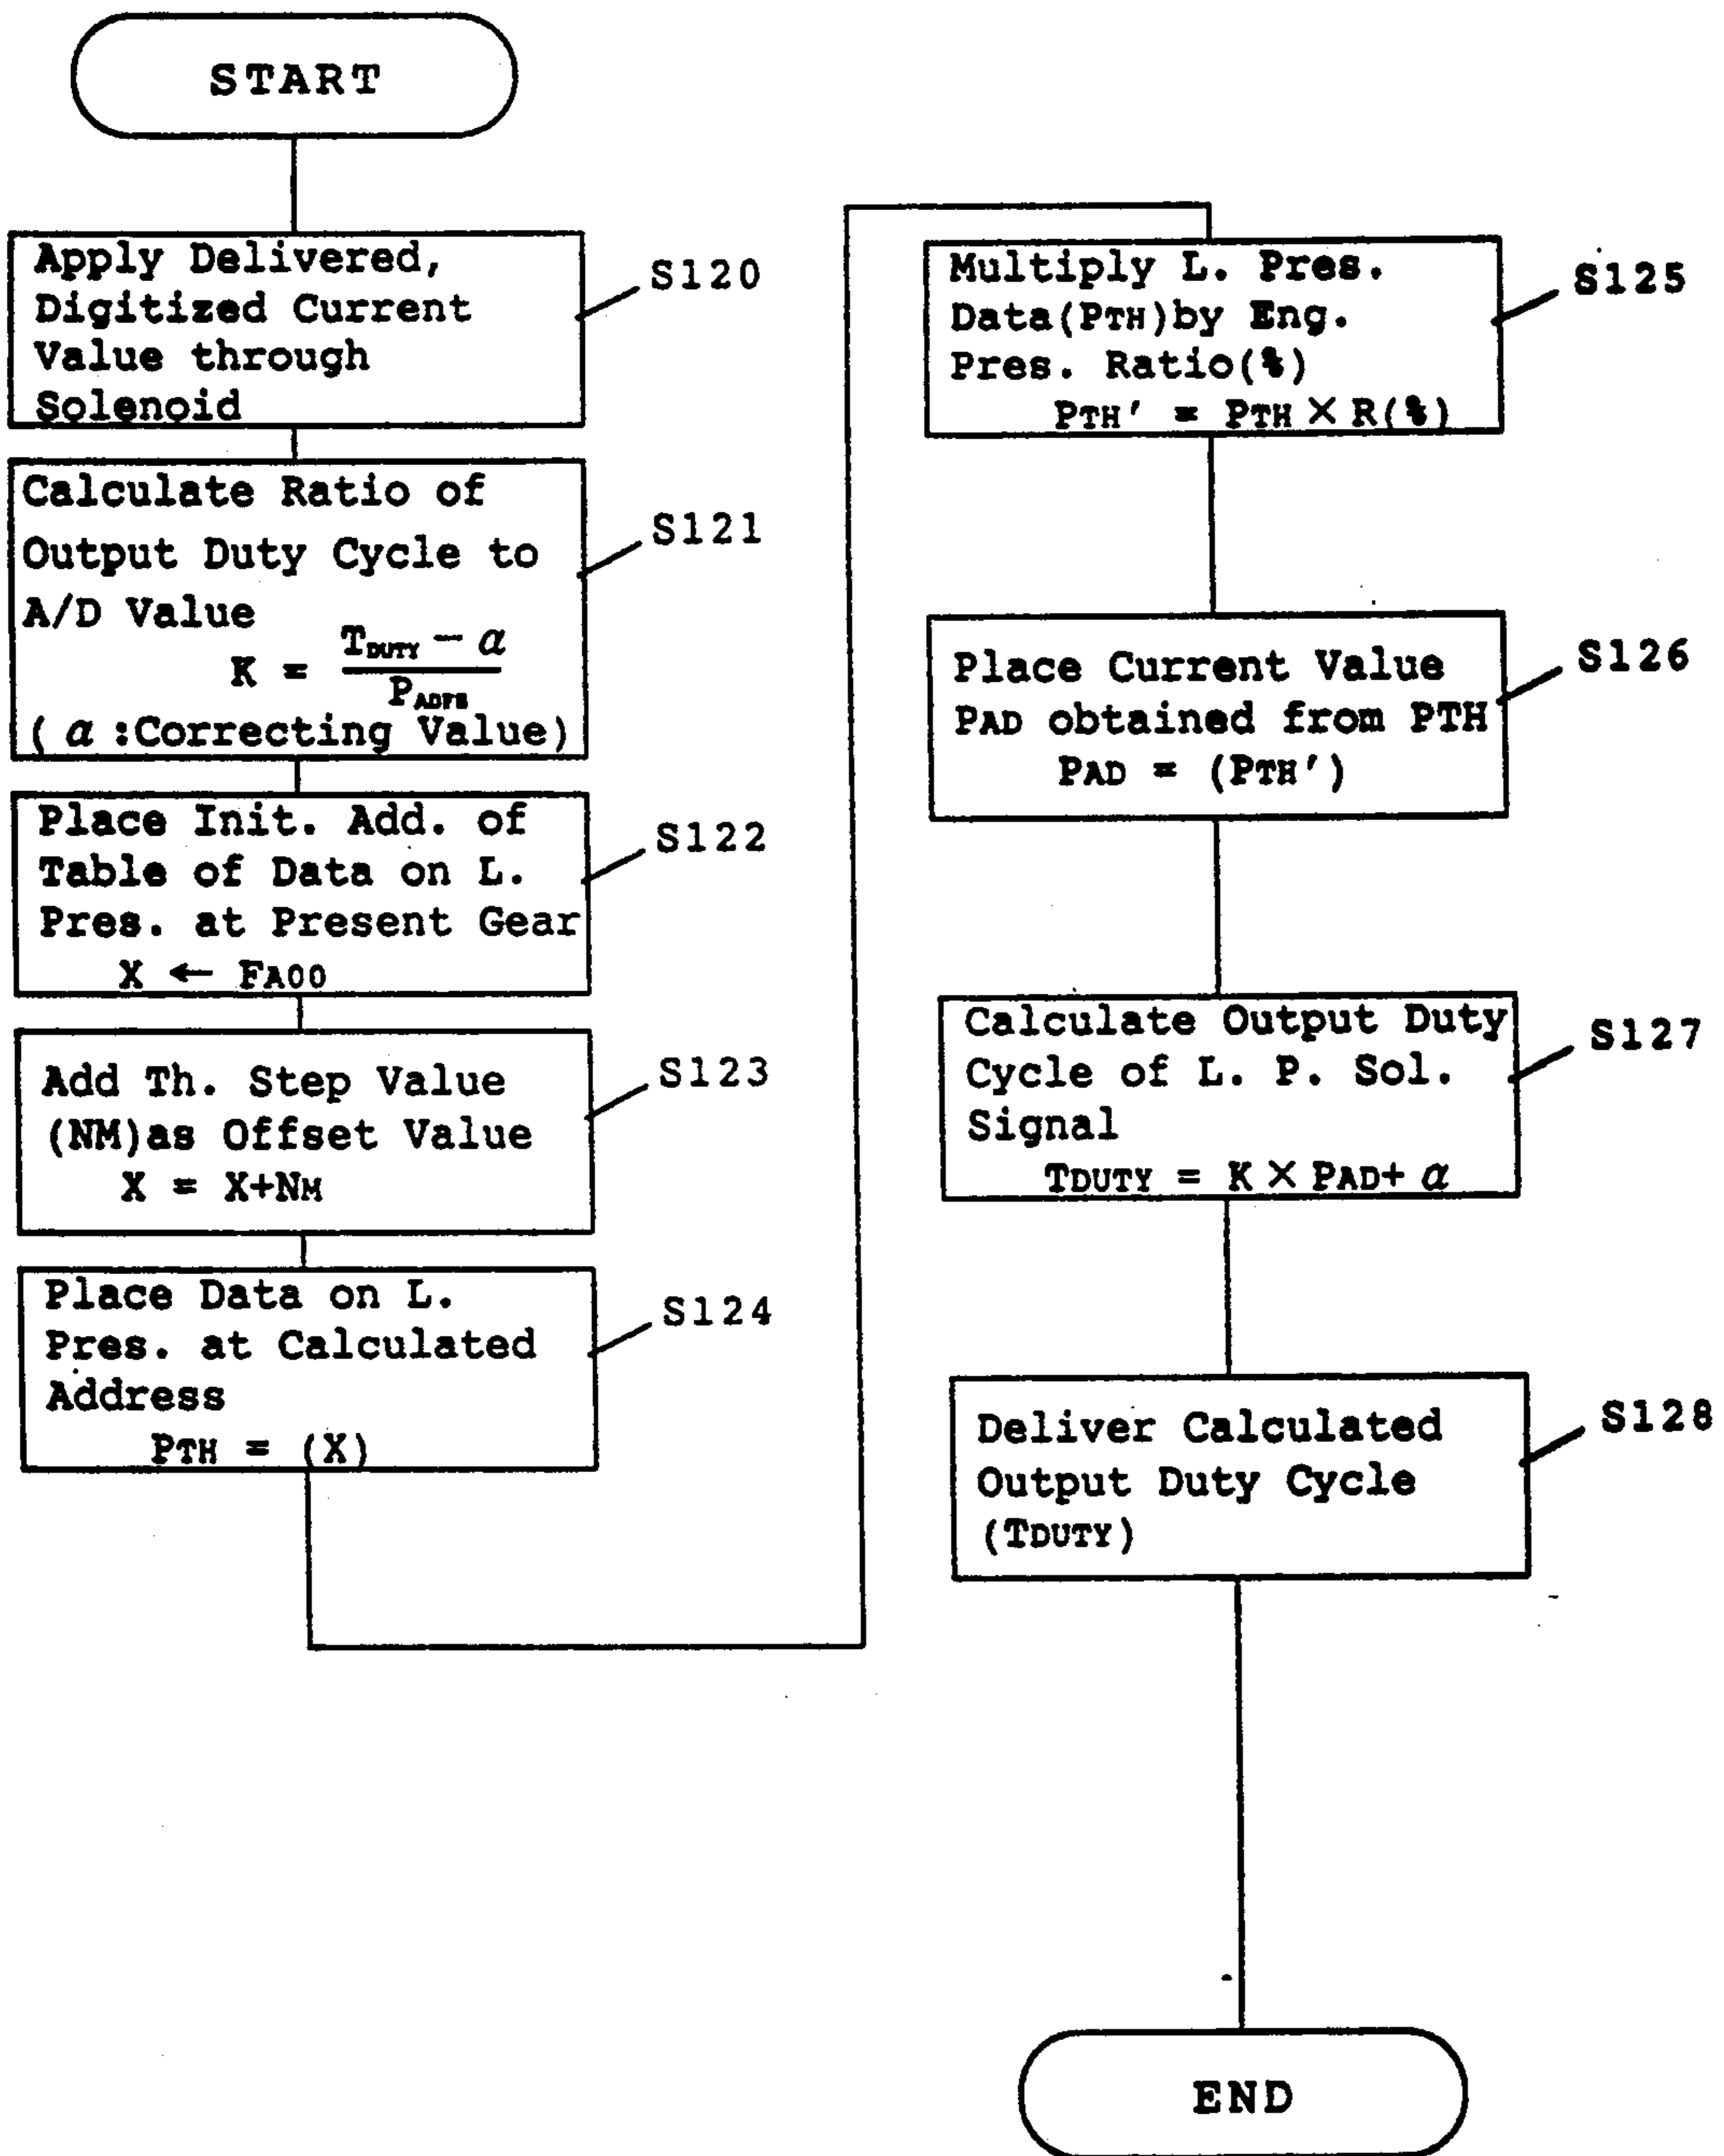 START
Apply Delivered,
Digitized Current
Value through
Solenoid
S120
Calculate Ratio of
Output Duty Cycle to
A/D Value
K = (TDUTY − α) / PADFB
( α :Correcting Value)
S121
Place Init. Add. of
Table of Data on L.
Pres. at Present Gear
X ← FA00
S122
Add Th. Step Value
(NM)as Offset Value
X = X+NM
S123
Place Data on L.
Pres. at Calculated
Address
PTH = (X)
S124
Multiply L. Pres.
Data(PTH)by Eng.
Pres. Ratio(%)
PTH' = PTH × R(%)
S125
Place Current Value
PAD obtained from PTH
PAD = (PTH')
S126
Calculate Output Duty
Cycle of L. P. Sol.
Signal
TDUTY = K × PAD+ α
S127
Deliver Calculated
Output Duty Cycle
(TDUTY)
S128
END